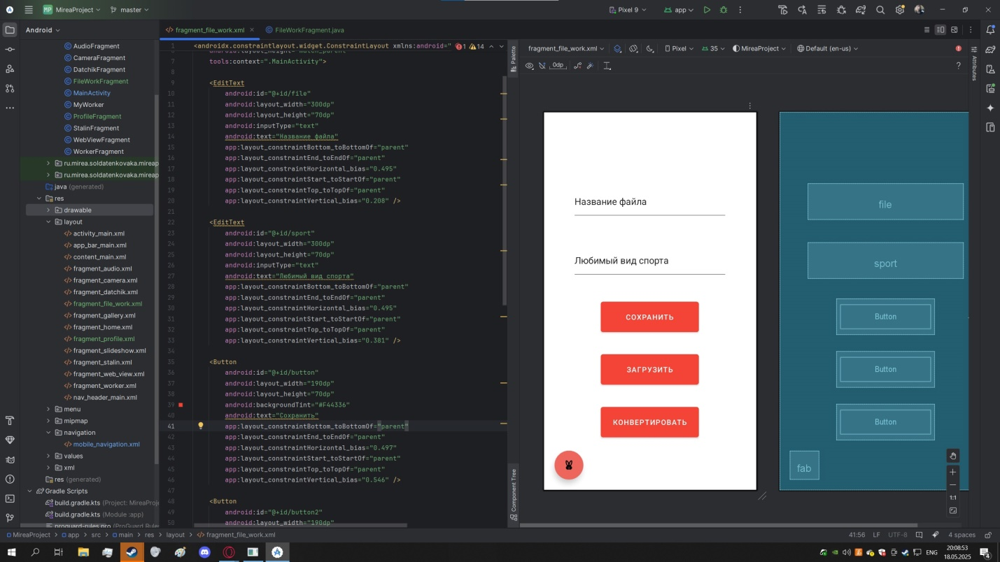 MP MireaProject
master
Pixel 9
app
Android
fragment_file_work.xml
FileWorkFragment.java
AudioFragment
CameraFragment
DatchikFragment
FileWorkFragment
MainActivity
MyWorker
ProfileFragment
StalinFragment
WebViewFragment
WorkerFragment
ru.mirea.soldatenkovaka.mireap
ru.mirea.soldatenkovaka.mireap
java (generated)
res
drawable
layout
activity_main.xml
app_bar_main.xml
content_main.xml
fragment_audio.xml
fragment_camera.xml
fragment_datchik.xml
fragment_file_work.xml
fragment_gallery.xml
fragment_home.xml
fragment_profile.xml
fragment_slideshow.xml
fragment_stalin.xml
fragment_web_view.xml
fragment_worker.xml
nav_header_main.xml
menu
mipmap
navigation
mobile_navigation.xml
values
xml
res (generated)
Gradle Scripts
build.gradle.kts (Project: MireaProj
build.gradle.kts (Module :app)
proguard-rules.pro (ProGuard Rule
1 <androidx.constraintlayout.widget.ConstraintLayout xmlns:android="
1 14
android:layout_height="match_parent"
7 tools:context=".MainActivity">
8
9 <EditText
10 android:id="@+id/file"
11 android:layout_width="300dp"
12 android:layout_height="70dp"
13 android:inputType="text"
14 android:text="Название файла"
15 app:layout_constraintBottom_toBottomOf="parent"
16 app:layout_constraintEnd_toEndOf="parent"
17 app:layout_constraintHorizontal_bias="0.495"
18 app:layout_constraintStart_toStartOf="parent"
19 app:layout_constraintTop_toTopOf="parent"
20 app:layout_constraintVertical_bias="0.208" />
21
22 <EditText
23 android:id="@+id/sport"
24 android:layout_width="300dp"
25 android:layout_height="70dp"
26 android:inputType="text"
27 android:text="Любимый вид спорта"
28 app:layout_constraintBottom_toBottomOf="parent"
29 app:layout_constraintEnd_toEndOf="parent"
30 app:layout_constraintHorizontal_bias="0.495"
31 app:layout_constraintStart_toStartOf="parent"
32 app:layout_constraintTop_toTopOf="parent"
33 app:layout_constraintVertical_bias="0.381" />
34
35 <Button
36 android:id="@+id/button"
37 android:layout_width="190dp"
38 android:layout_height="70dp"
39 android:backgroundTint="#F44336"
40 android:text="Сохранить"
41 app:layout_constraintBottom_toBottomOf="parent"
42 app:layout_constraintEnd_toEndOf="parent"
43 app:layout_constraintHorizontal_bias="0.497"
44 app:layout_constraintStart_toStartOf="parent"
45 app:layout_constraintTop_toTopOf="parent"
46 app:layout_constraintVertical_bias="0.546" />
47
48 <Button
49 android:id="@+id/button2"
50 android:layout_width="190dp"
Palette
Component Tree
fragment_file_work.xml
Pixel
35
MireaProject
Default (en-us)
0dp
?
Attributes
Название файла
Любимый вид спорта
СОХРАНИТЬ
ЗАГРУЗИТЬ
КОНВЕРТИРОВАТЬ
file
sport
Button
Button
Button
fab
1:1
MireaProject > app > src > main > res > layout > fragment_file_work.xml
41:56 LF UTF-8 4 spaces
ENG
20:08:53
18.05.2025
4